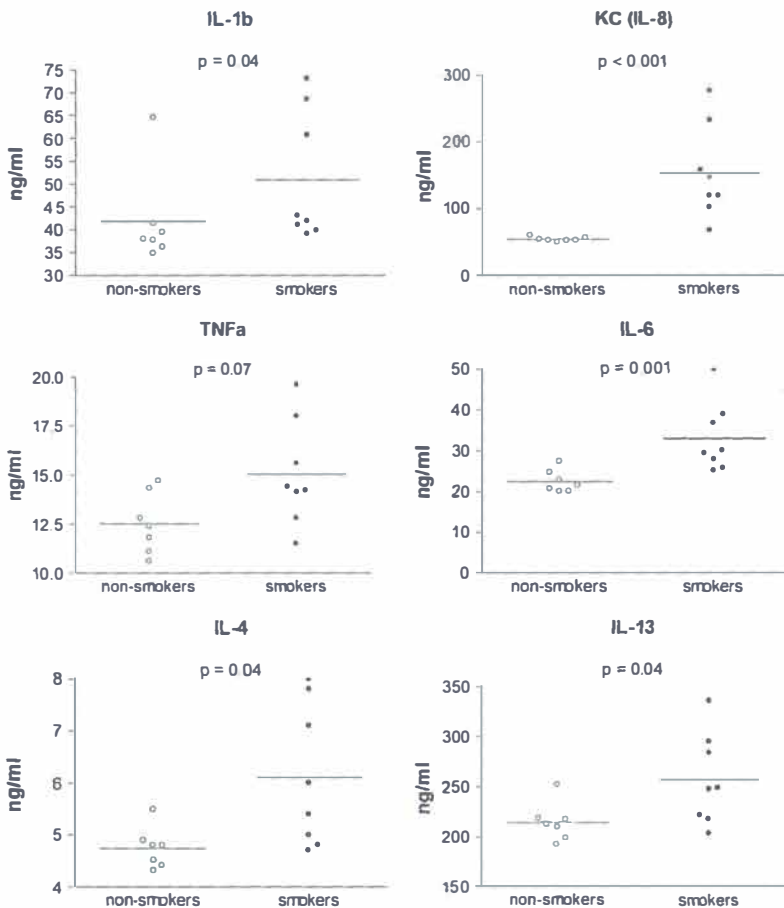 IL-1b
p = 0.04
75
70
65
60
55
50
45
40
35
30
ng/ml
non-smokers
smokers
KC (IL-8)
p < 0.001
300
200
100
0
ng/ml
non-smokers
smokers
TNFa
p = 0.07
20.0
17.5
15.0
12.5
10.0
ng/ml
non-smokers
smokers
IL-6
p = 0.001
50
40
30
20
10
0
ng/ml
non-smokers
smokers
IL-4
p = 0.04
8
7
6
5
4
ng/ml
non-smokers
smokers
IL-13
p = 0.04
350
300
250
200
150
ng/ml
non-smokers
smokers